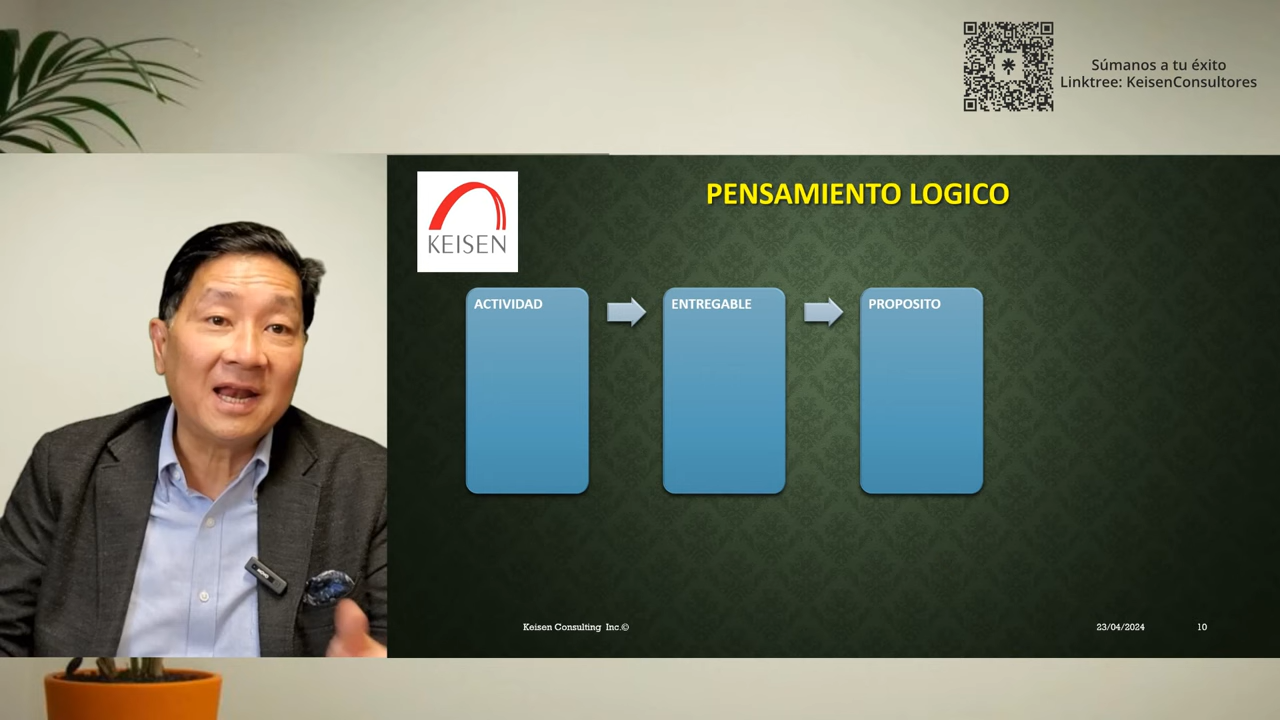 Súmanos a tu éxito
Linktree: KeisenConsultores
KEISEN
PENSAMIENTO LOGICO
ACTIVIDAD
ENTREGABLE
PROPOSITO
Keisen Consulting Inc.©
23/04/2024
10